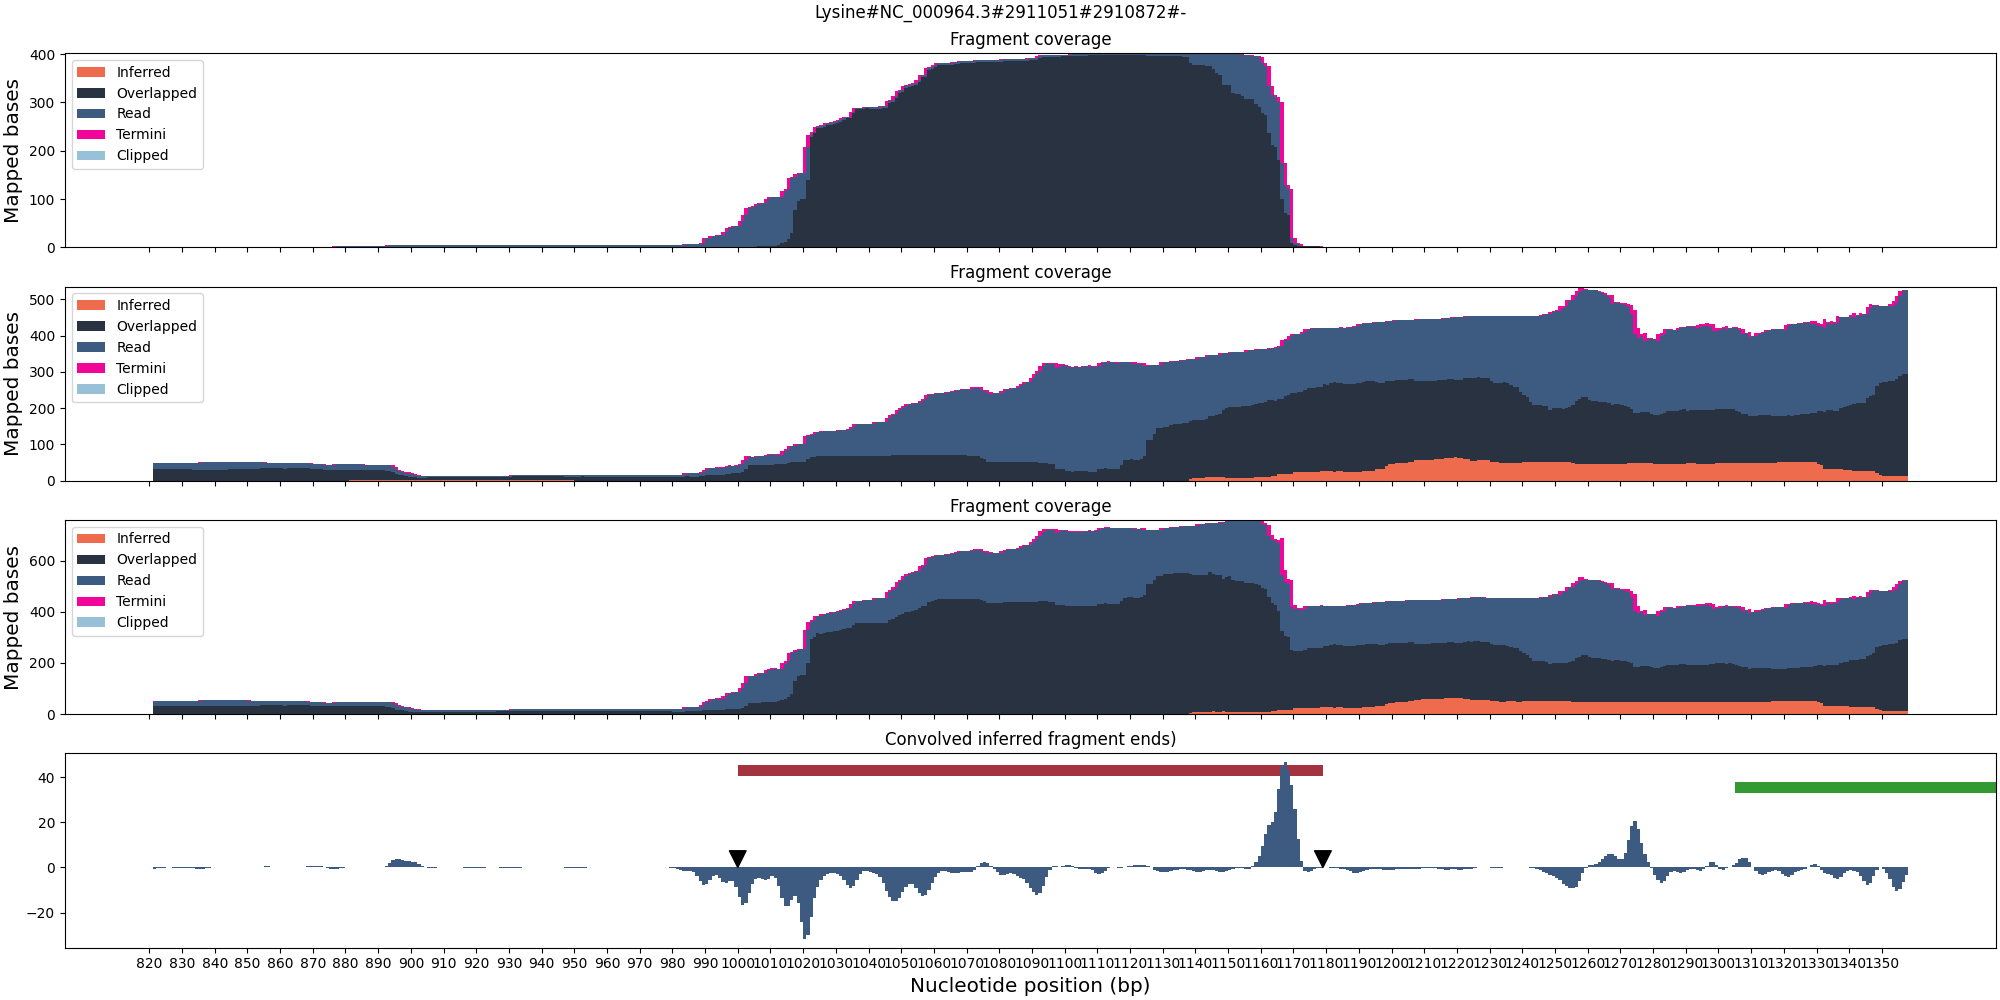 Lysine#NC_000964.3#2911051#2910872#-
Fragment coverage
Mapped bases
400
300
200
100
0
Inferred
Overlapped
Read
Termini
Clipped
Fragment coverage
Mapped bases
500
400
300
200
100
0
Inferred
Overlapped
Read
Termini
Clipped
Fragment coverage
Mapped bases
600
400
200
0
Inferred
Overlapped
Read
Termini
Clipped
Convolved inferred fragment ends)
40
20
0
−20
820 830 840 850 860 870 880 890 900 910 920 930 940 950 960 970 980 990 1000 1010 1020 1030 1040 1050 1060 1070 1080 1090 1100 1110 1120 1130 1140 1150 1160 1170 1180 1190 1200 1210 1220 1230 1240 1250 1260 1270 1280 1290 1300 1310 1320 1330 1340 1350
Nucleotide position (bp)